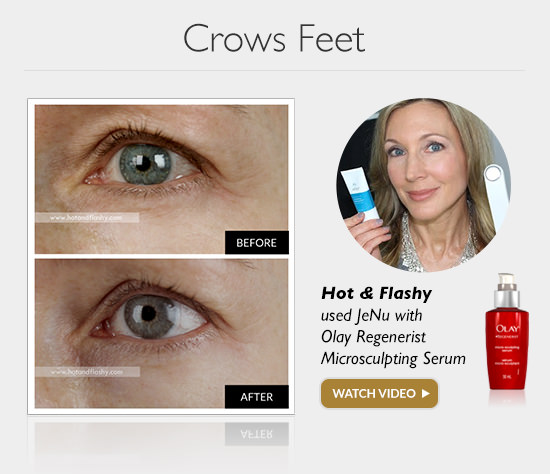 Crows Feet
www.hotandflashy.com
BEFORE
www.hotandflashy.com
AFTER
Hot & Flashy
used JeNu with
Olay Regenerist
Microsculpting Serum
WATCH VIDEO
OLAY
AFTER